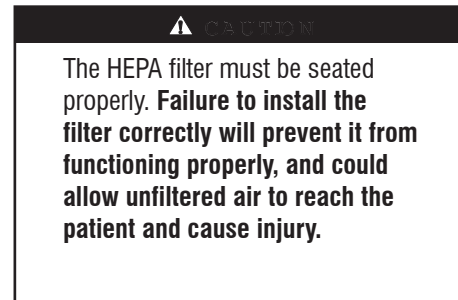 CAUTION
The HEPA filter must be seated
properly. Failure to install the
filter correctly will prevent it from
functioning properly, and could
allow unfiltered air to reach the
patient and cause injury.